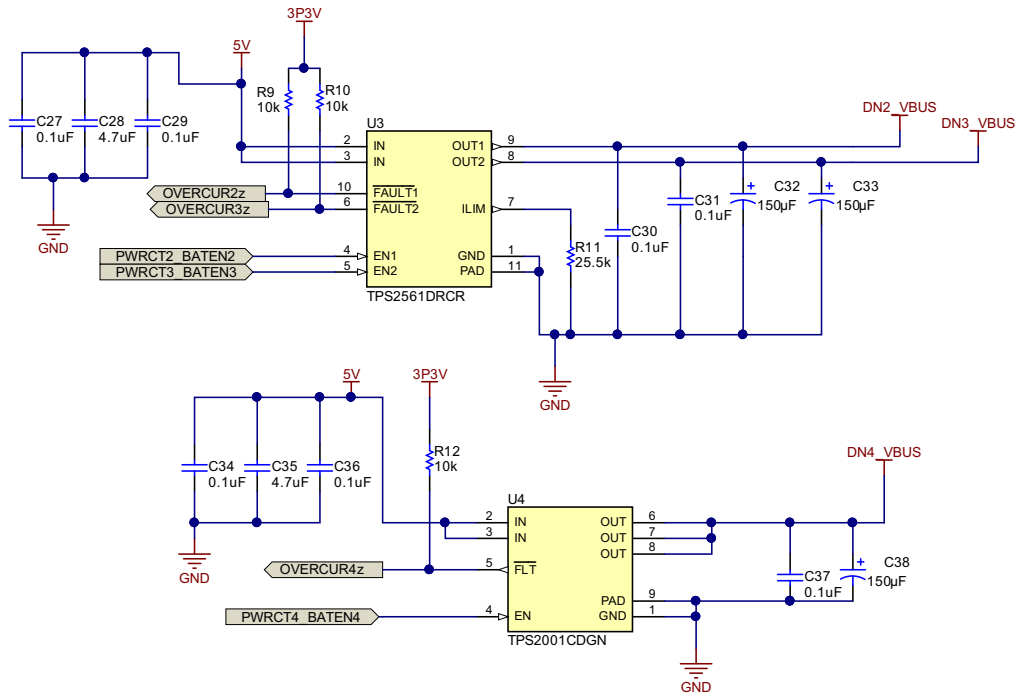 3P3V
5V
R9
10k
R10
10k
C27
0.1uF
C28
4.7uF
C29
0.1uF
GND
U3
2 IN
3 IN
10 FAULT1
6 FAULT2
4 EN1
5 EN2
OUT1 9
OUT2 8
ILIM 7
GND 1
PAD 11
TPS2561DRCR
OVERCUR2z
OVERCUR3z
PWRCT2_BATEN2
PWRCT3_BATEN3
DN2_VBUS
DN3_VBUS
R11
25.5k
C30
0.1uF
C31
0.1uF
+ C32
150µF
+ C33
150µF
GND
5V
3P3V
R12
10k
C34
0.1uF
C35
4.7uF
C36
0.1uF
GND
U4
2 IN
3 IN
5 FLT
4 EN
OUT 6
OUT 7
OUT 8
PAD 9
GND 1
TPS2001CDGN
OVERCUR4z
PWRCT4_BATEN4
DN4_VBUS
C37
0.1uF
+ C38
150µF
GND